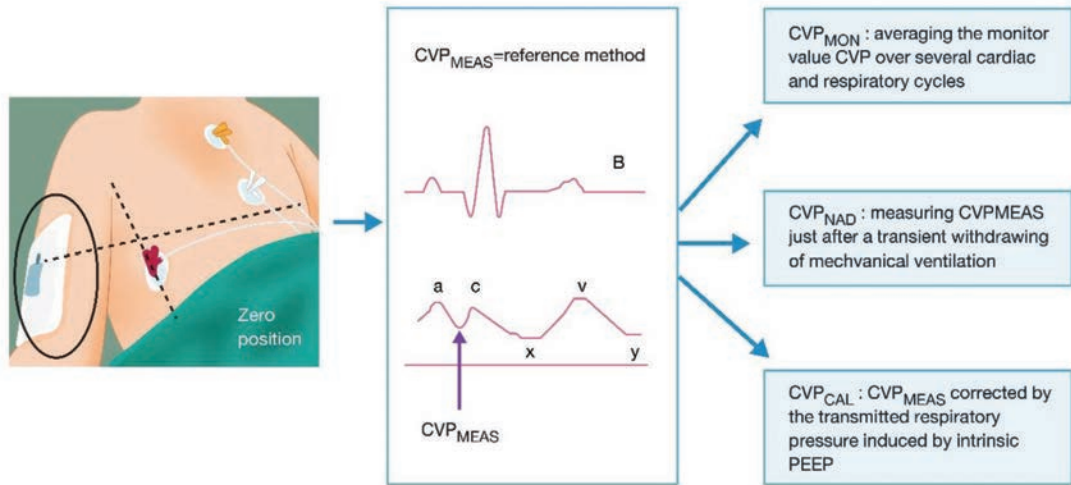 Zero
position
CVPMEAS=reference method
B
a
c
v
x
y
CVPMEAS
CVPMON : averaging the monitor
value CVP over several cardiac
and respiratory cycles
CVPNAD : measuring CVPMEAS
just after a transient withdrawing
of mechvanical ventilation
CVPCAL : CVPMEAS corrected by
the transmitted respiratory
pressure induced by intrinsic
PEEP